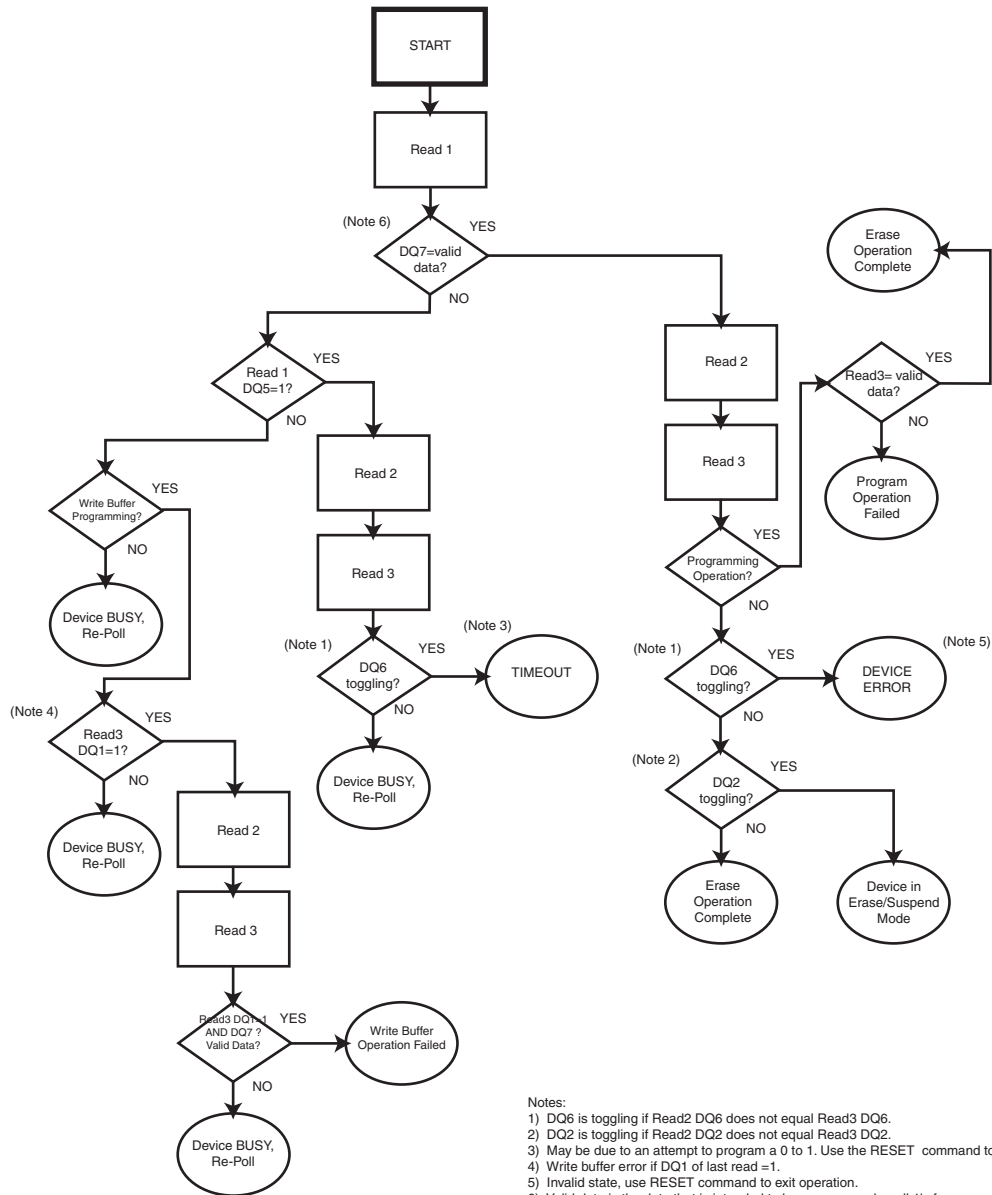 START
Read 1
(Note 6)
YES
DQ7=valid
data?
NO
Erase
Operation
Complete
Read 1
DQ5=1?
YES
NO
Read 2
Read3= valid
data?
YES
NO
Read 2
Read 3
Program
Operation
Failed
Write Buffer
Programming?
YES
NO
Read 3
Programming
Operation?
YES
NO
Device BUSY,
Re-Poll
(Note 1)
DQ6
toggling?
YES
NO
(Note 3)
TIMEOUT
(Note 1)
DQ6
toggling?
YES
NO
DEVICE
ERROR
(Note 5)
(Note 4)
Read3
DQ1=1?
YES
NO
Device BUSY,
Re-Poll
(Note 2)
DQ2
toggling?
YES
NO
Device BUSY,
Re-Poll
Read 2
Erase
Operation
Complete
Device in
Erase/Suspend
Mode
Read 3
Read3 DQ1=1
AND DQ7 ?
Valid Data?
YES
NO
Write Buffer
Operation Failed
Device BUSY,
Re-Poll
Notes:
1) DQ6 is toggling if Read2 DQ6 does not equal Read3 DQ6.
2) DQ2 is toggling if Read2 DQ2 does not equal Read3 DQ2.
3) May be due to an attempt to program a 0 to 1. Use the RESET command to
4) Write buffer error if DQ1 of last read =1.
5) Invalid state, use RESET command to exit operation.